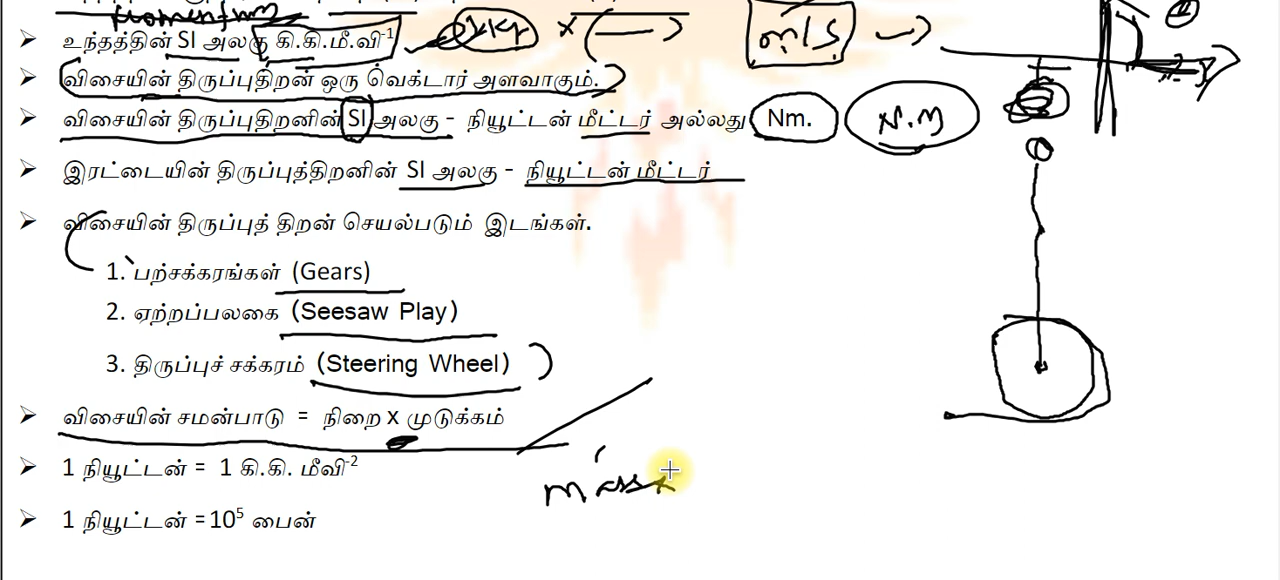 momentum
உந்தத்தின் SI அலகு கி.கி.மீ.வி-1 x m/s
விசையின் திருப்புதிறன் ஒரு வெக்டார் அளவாகும்.
விசையின் திருப்புதிறனின் SI அலகு - நியூட்டன் மீட்டர் அல்லது Nm. N.m
இரட்டையின் திருப்புத்திறனின் SI அலகு - நியூட்டன் மீட்டர்
விசையின் திருப்புத் திறன் செயல்படும் இடங்கள்.
1. பற்சக்கரங்கள் (Gears)
2. ஏற்றப்பலகை (Seesaw Play)
3. திருப்புச் சக்கரம் (Steering Wheel)
விசையின் சமன்பாடு = நிறை x முடுக்கம்
1 நியூட்டன் = 1 கி.கி. மீவி-2
mass
1 நியூட்டன் =10⁵ பைன்